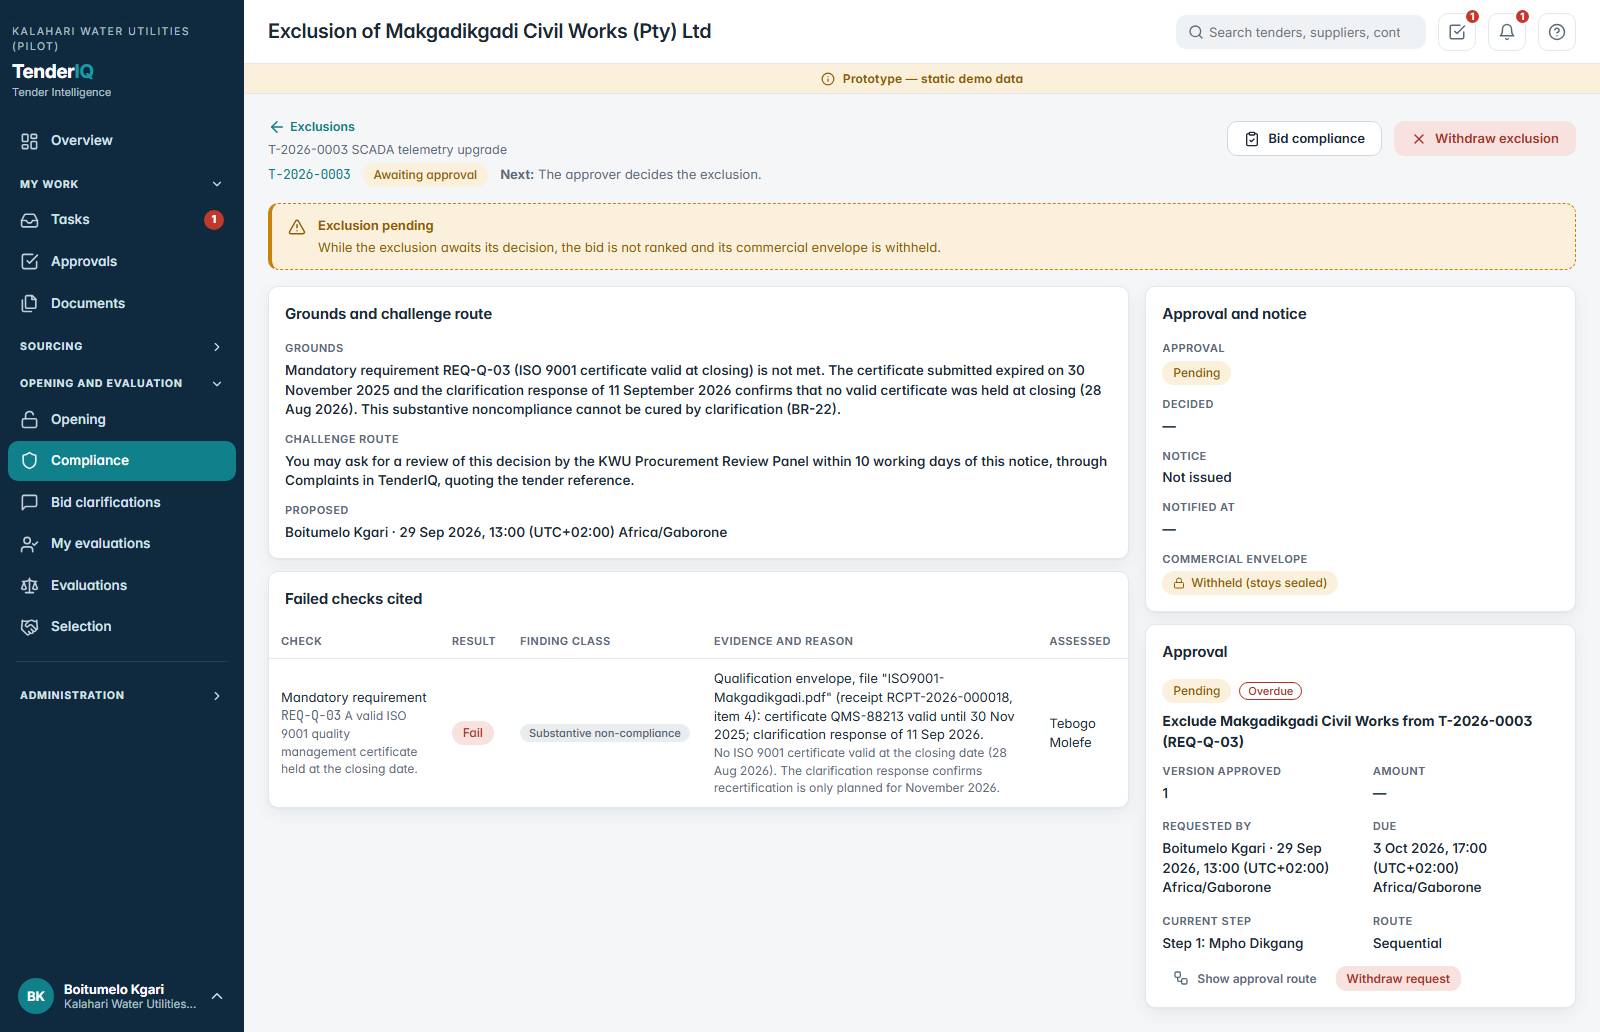 KALAHARI WATER UTILITIES
(PILOT)
TenderIQ
Tender Intelligence
Overview
MY WORK
Tasks
1
Approvals
Documents
SOURCING
OPENING AND EVALUATION
Opening
Compliance
Bid clarifications
My evaluations
Evaluations
Selection
ADMINISTRATION
BK
Boitumelo Kgari
Kalahari Water Utilities...
Exclusion of Makgadikgadi Civil Works (Pty) Ltd
Search tenders, suppliers, cont
1
1
Prototype — static demo data
Exclusions
T-2026-0003 SCADA telemetry upgrade
T-2026-0003 Awaiting approval Next: The approver decides the exclusion.
Bid compliance
Withdraw exclusion
Exclusion pending
While the exclusion awaits its decision, the bid is not ranked and its commercial envelope is withheld.
Grounds and challenge route
GROUNDS
Mandatory requirement REQ-Q-03 (ISO 9001 certificate valid at closing) is not met. The certificate submitted expired on 30
November 2025 and the clarification response of 11 September 2026 confirms that no valid certificate was held at closing (28
Aug 2026). This substantive noncompliance cannot be cured by clarification (BR-22).
CHALLENGE ROUTE
You may ask for a review of this decision by the KWU Procurement Review Panel within 10 working days of this notice, through
Complaints in TenderIQ, quoting the tender reference.
PROPOSED
Boitumelo Kgari · 29 Sep 2026, 13:00 (UTC+02:00) Africa/Gaborone
Failed checks cited
CHECK RESULT FINDING CLASS EVIDENCE AND REASON ASSESSED
Mandatory requirement
REQ-Q-03 A valid ISO
9001 quality
management certificate
held at the closing date.
Fail
Substantive non-compliance
Qualification envelope, file "ISO9001-
Makgadikgadi.pdf" (receipt RCPT-2026-000018,
item 4): certificate QMS-88213 valid until 30 Nov
2025; clarification response of 11 Sep 2026.
No ISO 9001 certificate valid at the closing date (28
Aug 2026). The clarification response confirms
recertification is only planned for November 2026.
Tebogo
Molefe
Approval and notice
APPROVAL
Pending
DECIDED
—
NOTICE
Not issued
NOTIFIED AT
—
COMMERCIAL ENVELOPE
Withheld (stays sealed)
Approval
Pending Overdue
Exclude Makgadikgadi Civil Works from T-2026-0003
(REQ-Q-03)
VERSION APPROVED
1
AMOUNT
—
REQUESTED BY
Boitumelo Kgari · 29 Sep
2026, 13:00 (UTC+02:00)
Africa/Gaborone
DUE
3 Oct 2026, 17:00
(UTC+02:00)
Africa/Gaborone
CURRENT STEP
Step 1: Mpho Dikgang
ROUTE
Sequential
Show approval route
Withdraw request